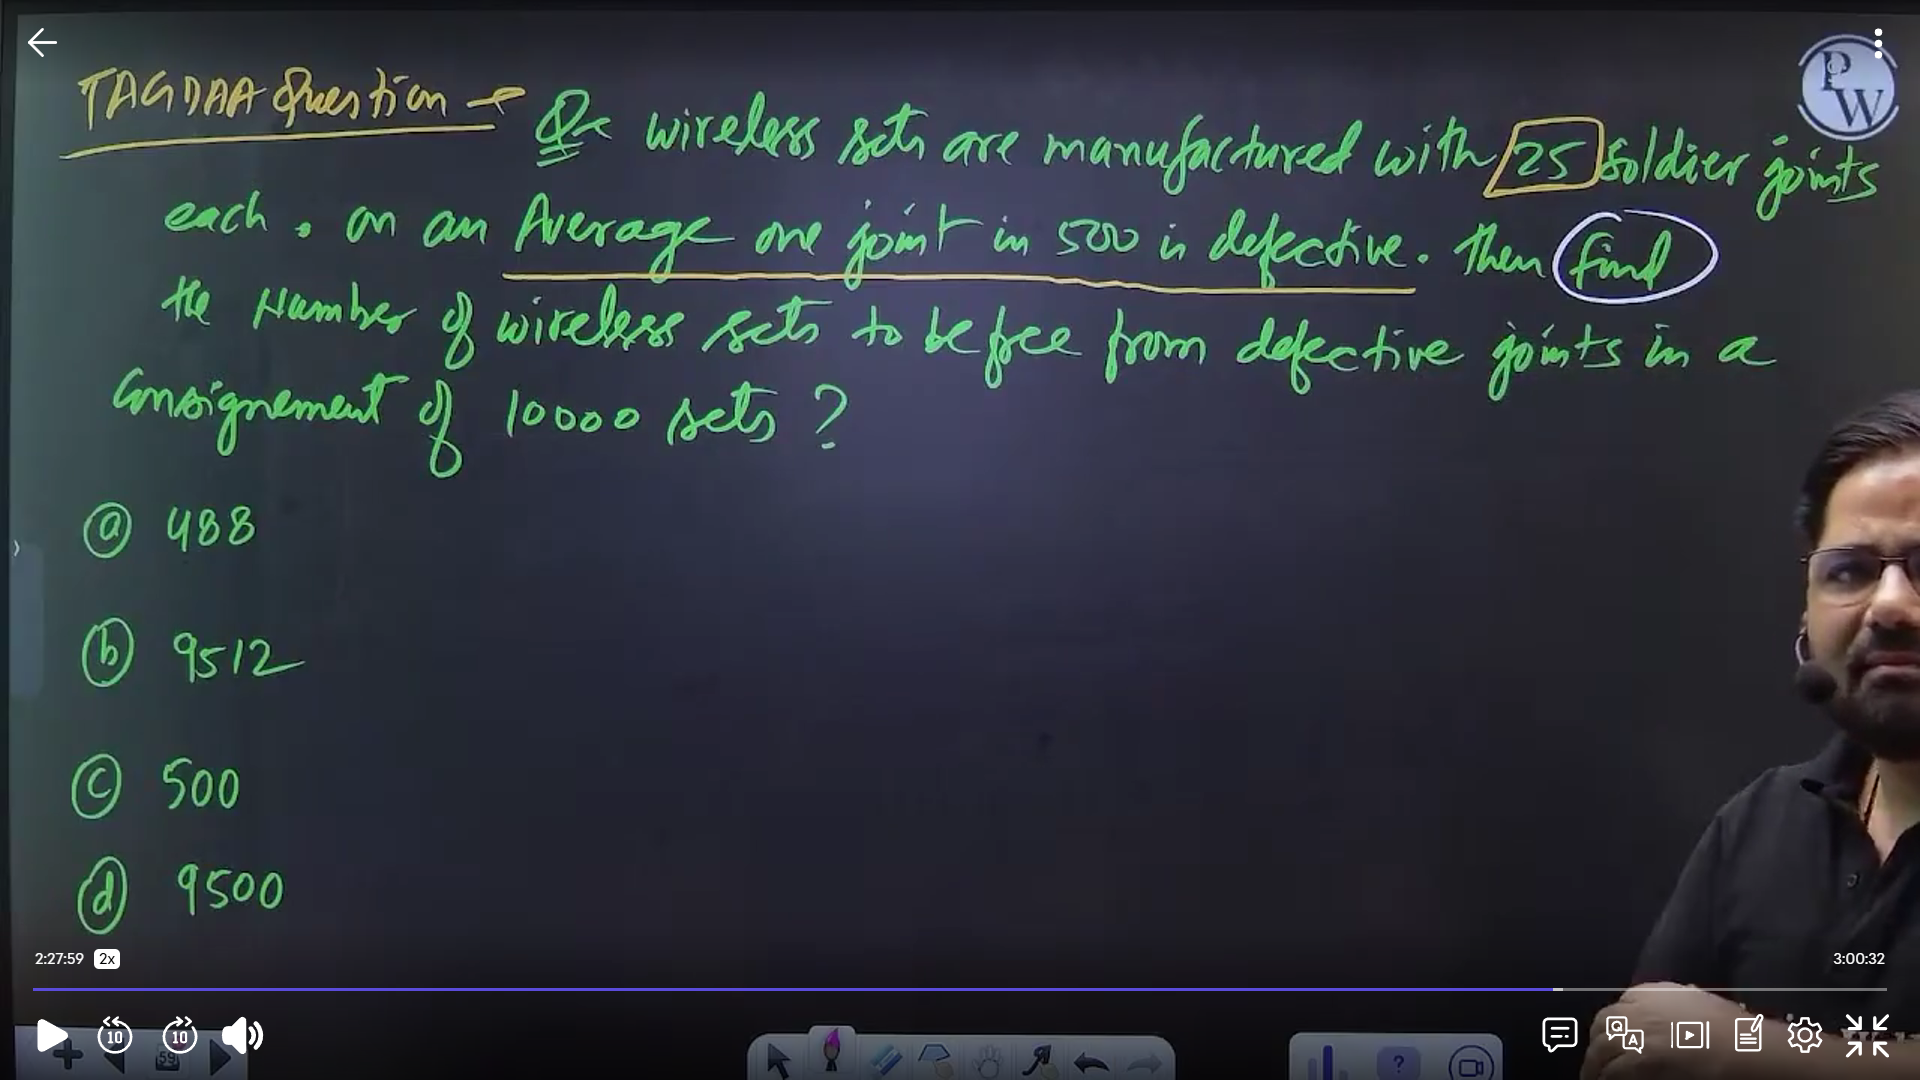 TAGDAA Question → Q< wireless sets are manufactured with 25 soldier joints
each. on an Average one joint in 500 is defective. Then find
the Number of wireless sets to be free from defective joints in a
Consignement of 10000 sets ?
ⓐ 488
ⓑ 9512
ⓒ 500
ⓓ 9500
PW
2:27:59 2x
3:00:32
10 10
59
?